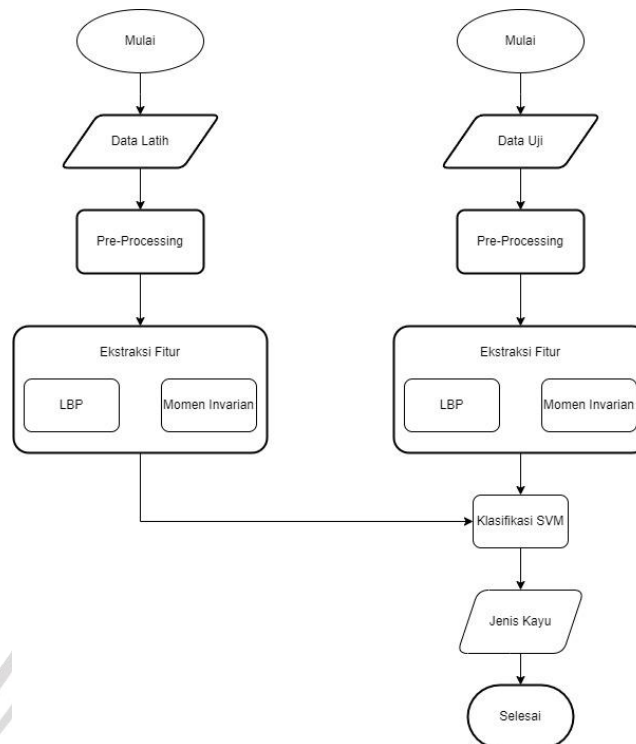 Mulai
Mulai
Data Latih
Data Uji
Pre-Processing
Pre-Processing
Ekstraksi Fitur
Ekstraksi Fitur
LBP
Momen Invarian
LBP
Momen Invarian
Klasifikasi SVM
Jenis Kayu
Selesai